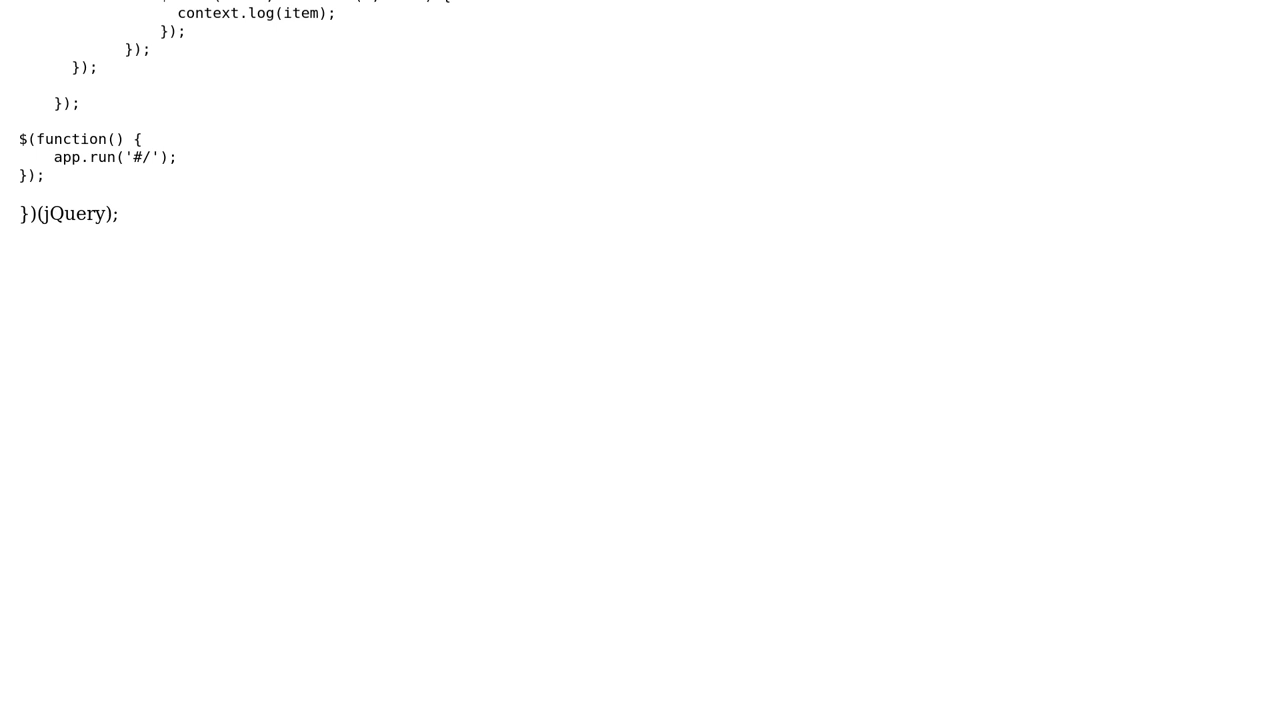 context.log(item);
});
});
});
});
$(function() {
app.run('#/');
});
})(jQuery);